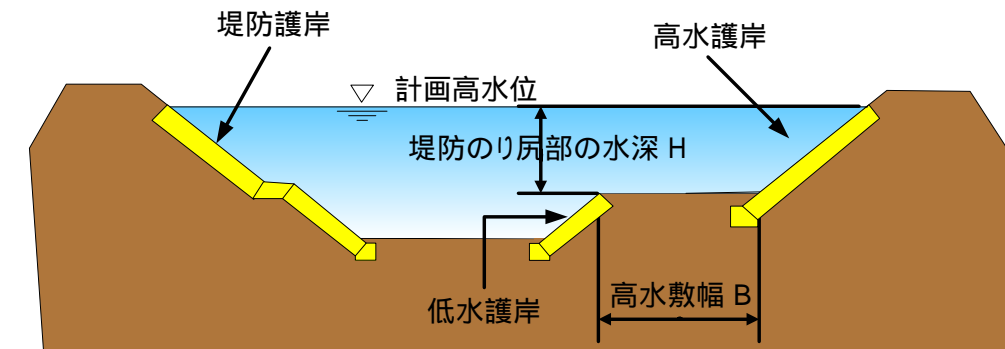 堤防護岸
高水護岸
計画高水位
堤防のり尻部の水深 H
低水護岸
高水敷幅 B